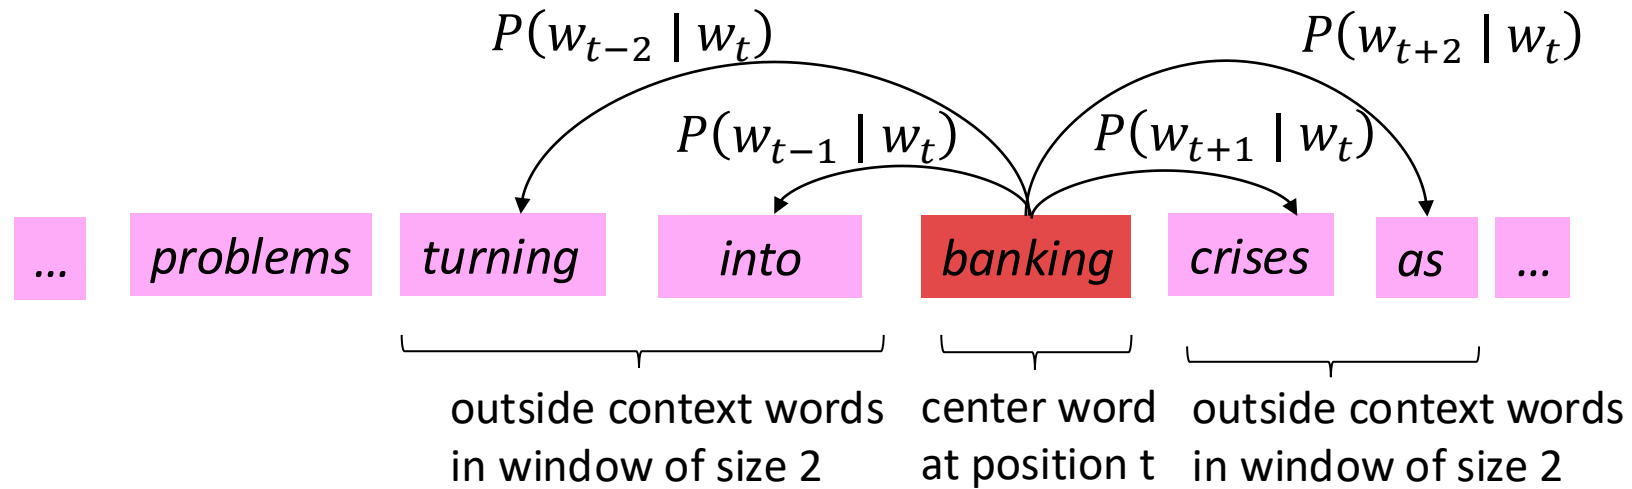 P(w_{t−2} | w_t) P(w_{t+2} | w_t)
P(w_{t−1} | w_t) P(w_{t+1} | w_t)
... problems turning into banking crises as ...
outside context words center word outside context words
in window of size 2 at position t in window of size 2